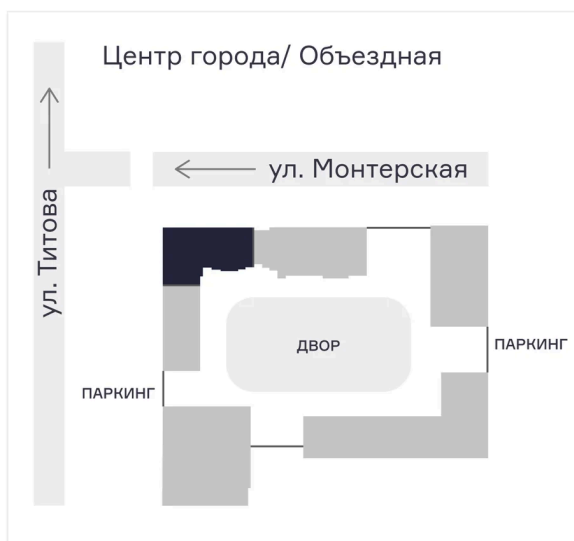 Центр города/ Объездная
ул. Монтерская
ул. Титова
ДВОР
ПАРКИНГ
ПАРКИНГ